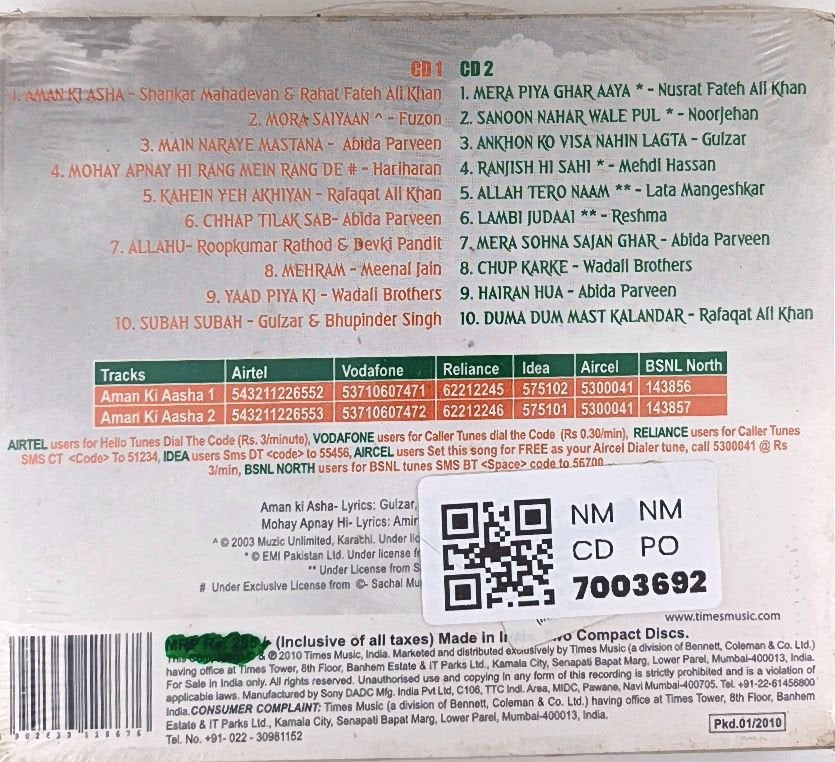 CD 1
1. AMAN KI ASHA - Shankar Mahadevan & Rahat Fateh Ali Khan
2. MORA SAIYAAN ^ - Fuzon
3. MAIN NARAYE MASTANA - Abida Parveen
4. MOHAY APNAY HI RANG MEIN RANG DE # - Hariharan
5. KAHEIN YEH AKHIYAN - Rafaqat Ali Khan
6. CHHAP TILAK SAB- Abida Parveen
7. ALLAHU- Roopkumar Rathod & Devki Pandit
8. MEHRAM - Meenal Jain
9. YAAD PIYA KI - Wadali Brothers
10. SUBAH SUBAH - Gulzar & Bhupinder Singh
CD 2
1. MERA PIYA GHAR AAYA * - Nusrat Fateh Ali Khan
2. SANOON NAHAR WALE PUL * - Noorjehan
3. ANKHON KO VISA NAHIN LAGTA - Gulzar
4. RANJISH HI SAHI * - Mehdi Hassan
5. ALLAH TERO NAAM ** - Lata Mangeshkar
6. LAMBI JUDAAI ** - Reshma
7. MERA SOHNA SAJAN GHAR - Abida Parveen
8. CHUP KARKE - Wadali Brothers
9. HAIRAN HUA - Abida Parveen
10. DUMA DUM MAST KALANDAR - Rafaqat Ali Khan
Tracks Airtel Vodafone Reliance Idea Aircel BSNL North
Aman Ki Aasha 1 543211226552 53710607471 62212245 575102 5300041 143856
Aman Ki Aasha 2 543211226553 53710607472 62212246 575101 5300041 143857
AIRTEL users for Hello Tunes Dial The Code (Rs. 3/minute), VODAFONE users for Caller Tunes dial the Code (Rs 0.30/min), RELIANCE users for Caller Tunes
SMS CT <Code> To 51234, IDEA users Sms DT <code> to 55456, AIRCEL users Set this song for FREE as your Aircel Dialer tune, call 5300041 @ Rs
3/min, BSNL NORTH users for BSNL tunes SMS BT <Space> code to 56700
Aman ki Asha- Lyrics: Gulzar,
Mohay Apnay Hi- Lyrics: Amir
^ © 2003 Muzic Unlimited, Karachi. Under
* © EMI Pakistan Ltd. Under license
** Under License from S
# Under Exclusive License from ©- Sachal Mu
NM NM
CD PO
7003692
www.timesmusic.com
MRP Rs. 295/- (Inclusive of all taxes) Made in Compact Discs.
This & ℗ 2010 Times Music, India. Marketed and distributed exclusively by Times Music (a division of Bennett, Coleman & Co. Ltd.)
having office at Times Tower, 8th Floor, Banhem Estate & IT Parks Ltd., Kamala City, Senapati Bapat Marg, Lower Parel, Mumbai-400013, India.
For Sale in India only. All rights reserved. Unauthorised use and copying in any form of this recording is strictly prohibited and is a violation of
applicable laws. Manufactured by Sony DADC Mfg. India Pvt Ltd, C106, TTC Indl. Area, MIDC, Pawane, Navi Mumbai-400705. Tel. +91-22-61456800
India. CONSUMER COMPLAINT: Times Music (a division of Bennett, Coleman & Co. Ltd.) having office at Times Tower, 8th Floor, Banhem
Estate & IT Parks Ltd., Kamala City, Senapati Bapat Marg, Lower Parel, Mumbai-400013, India.
Tel. No. +91- 022 - 30981152
Pkd.01/2010